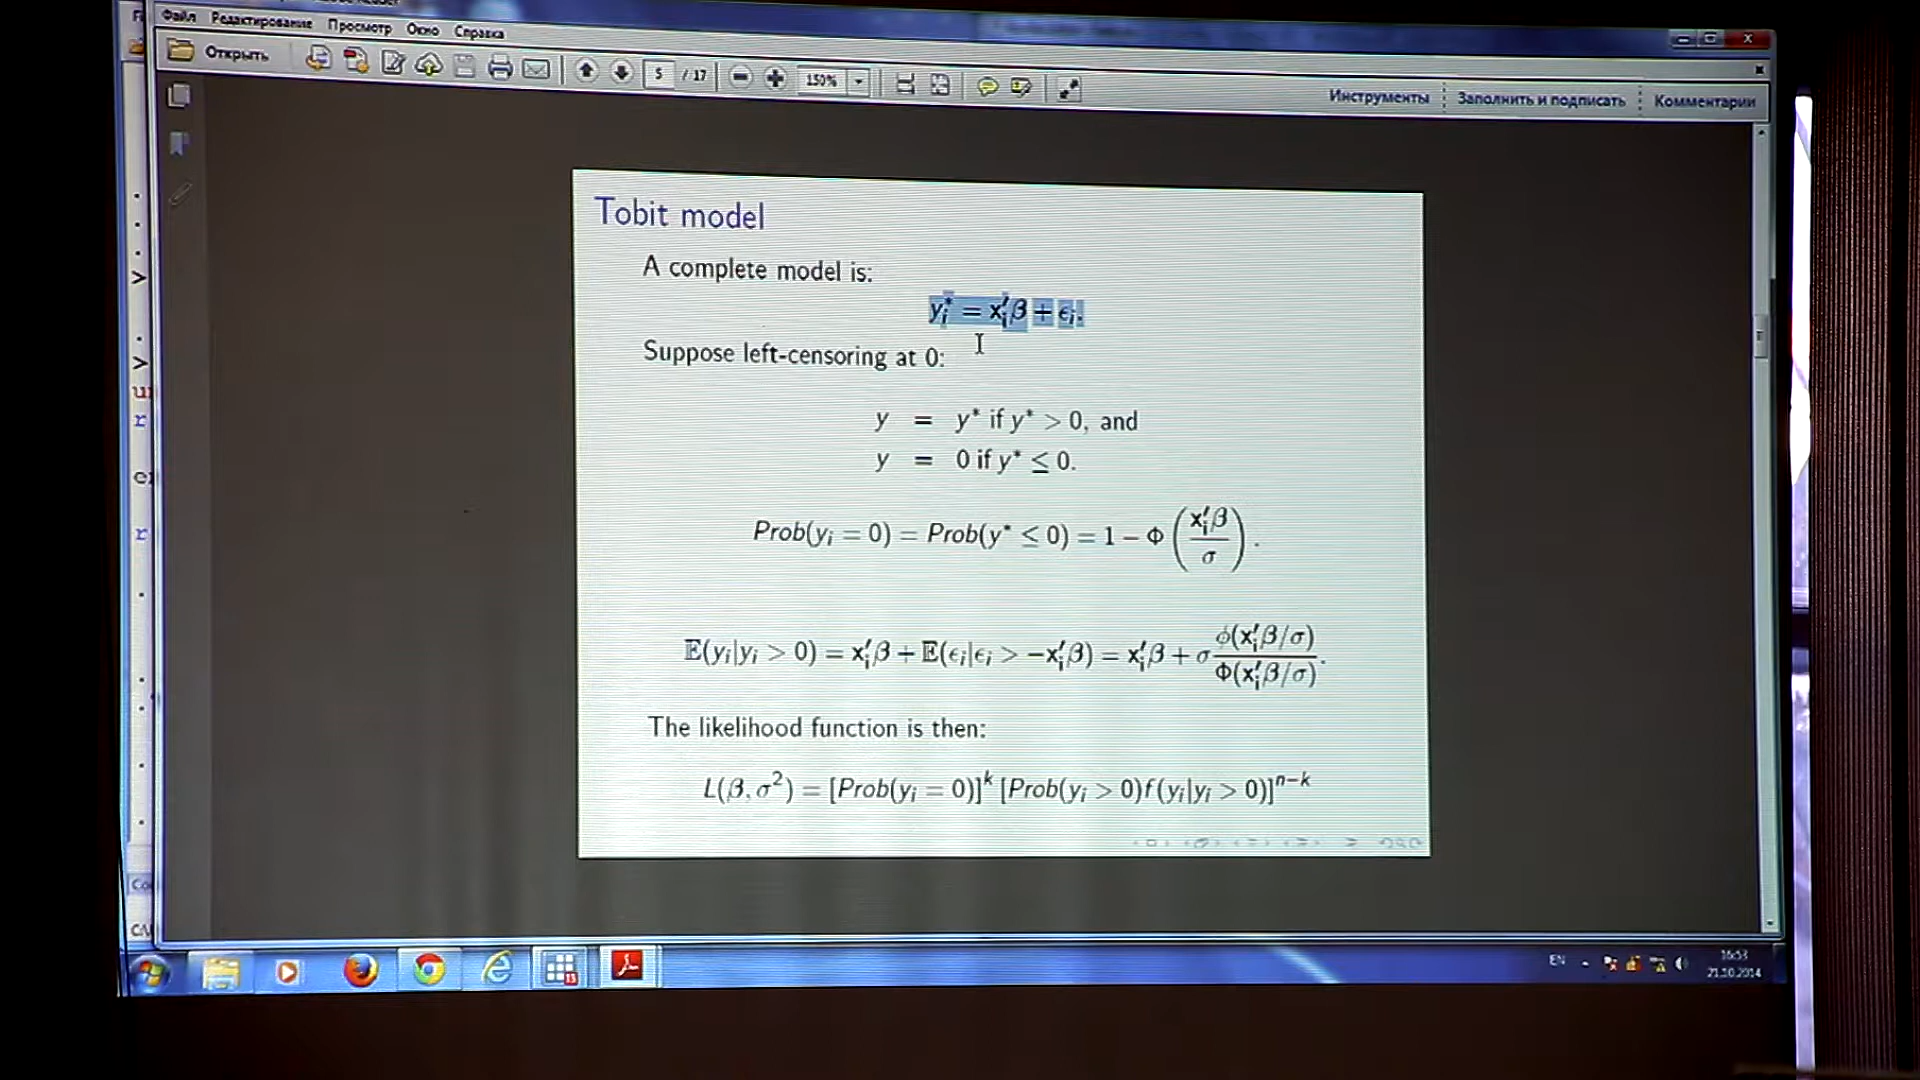 Файл Редактирование Просмотр Окно Справка
Открыть 5 / 17 150% Инструменты Заполнить и подписать Комментарии
Tobit model
A complete model is:
y*ᵢ = x′ᵢβ + ϵᵢ.
Suppose left-censoring at 0:
y = y* if y* > 0, and
y = 0 if y* ≤ 0.
Prob(yᵢ = 0) = Prob(y* ≤ 0) = 1 − Φ (x′ᵢβ / σ).
𝔼(yᵢ|yᵢ > 0) = x′ᵢβ + 𝔼(ϵᵢ|ϵᵢ > −x′ᵢβ) = x′ᵢβ + σ ϕ(x′ᵢβ/σ) / Φ(x′ᵢβ/σ).
The likelihood function is then:
L(β, σ²) = [Prob(yᵢ = 0)]ᵏ [Prob(yᵢ > 0)f(yᵢ|yᵢ > 0)]ⁿ⁻ᵏ
EN 16:53
21.10.2014